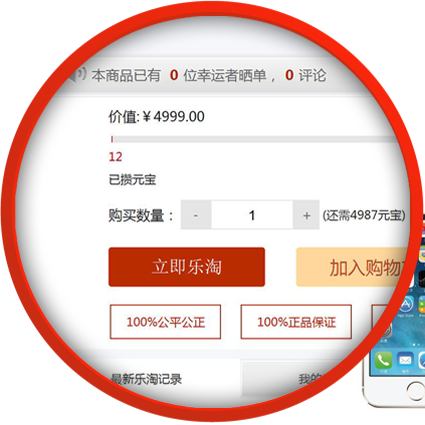 本商品已有 0 位幸运者晒单， 0 评论
价值:￥4999.00
12
已攒元宝
购买数量： - 1 + (还需4987元宝)
立即乐淘 加入购物
100%公平公正 100%正品保证
最新乐淘记录 我的